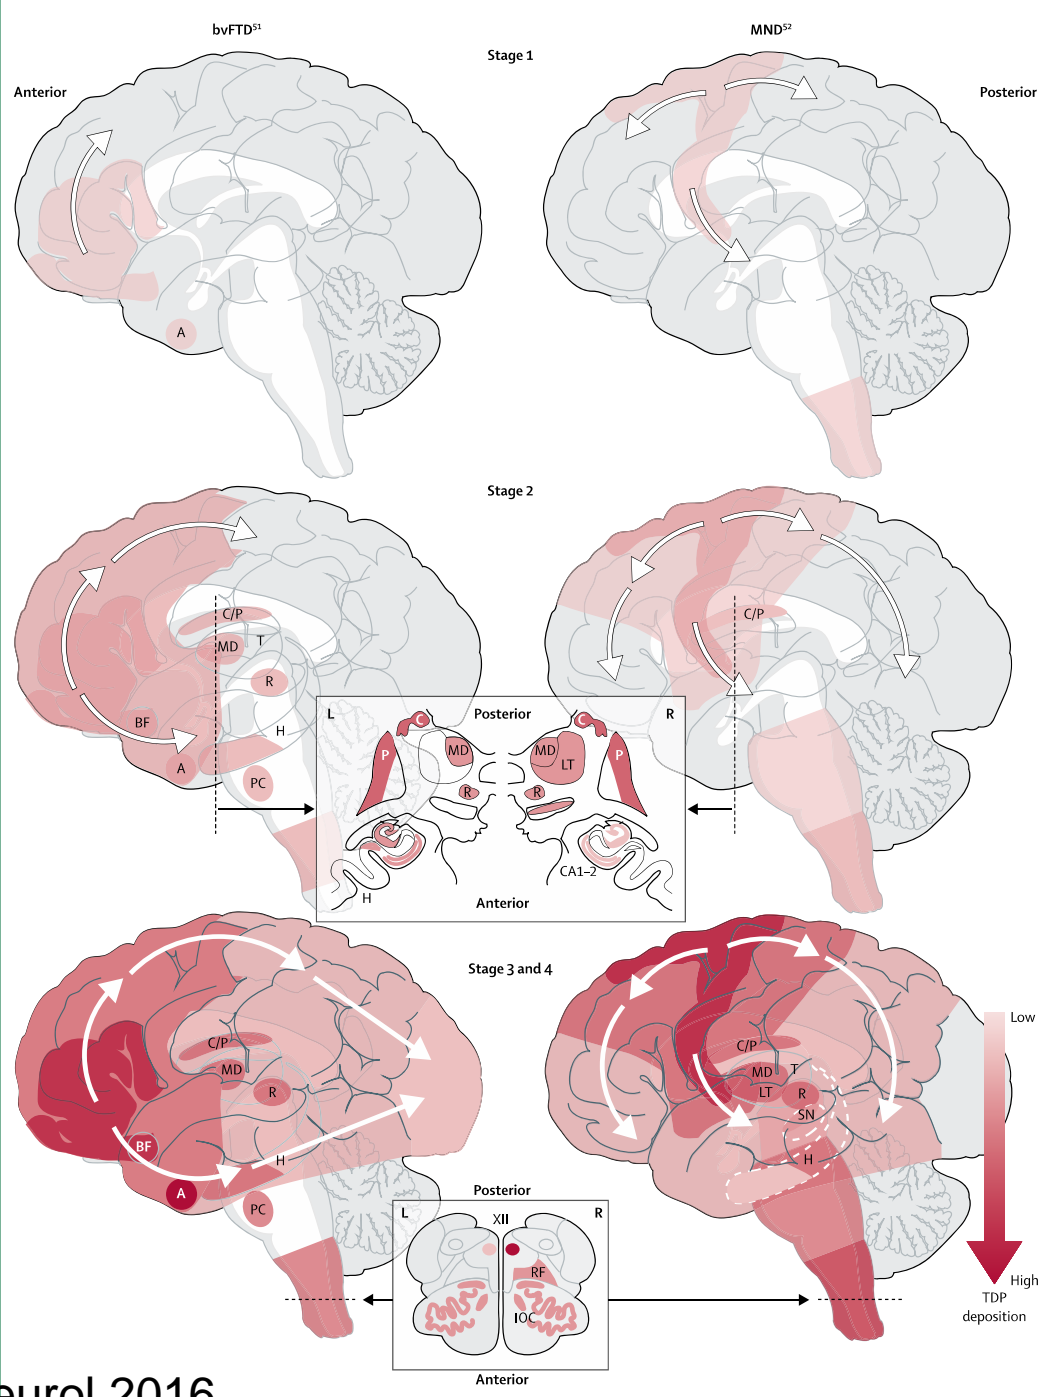 bvFTD⁵¹
MND⁵²
Stage 1
Anterior
Posterior
A
Stage 2
C/P
MD
T
R
BF
H
A
PC
C/P
L
Posterior
R
C
C
P
MD
MD
LT
P
R
R
CA1–2
H
Anterior
Stage 3 and 4
Low
C/P
MD
R
BF
H
A
PC
C/P
MD
T
LT
R
SN
H
Posterior
L
XII
R
RF
IOC
Anterior
High
TDP
deposition
eurol 2016